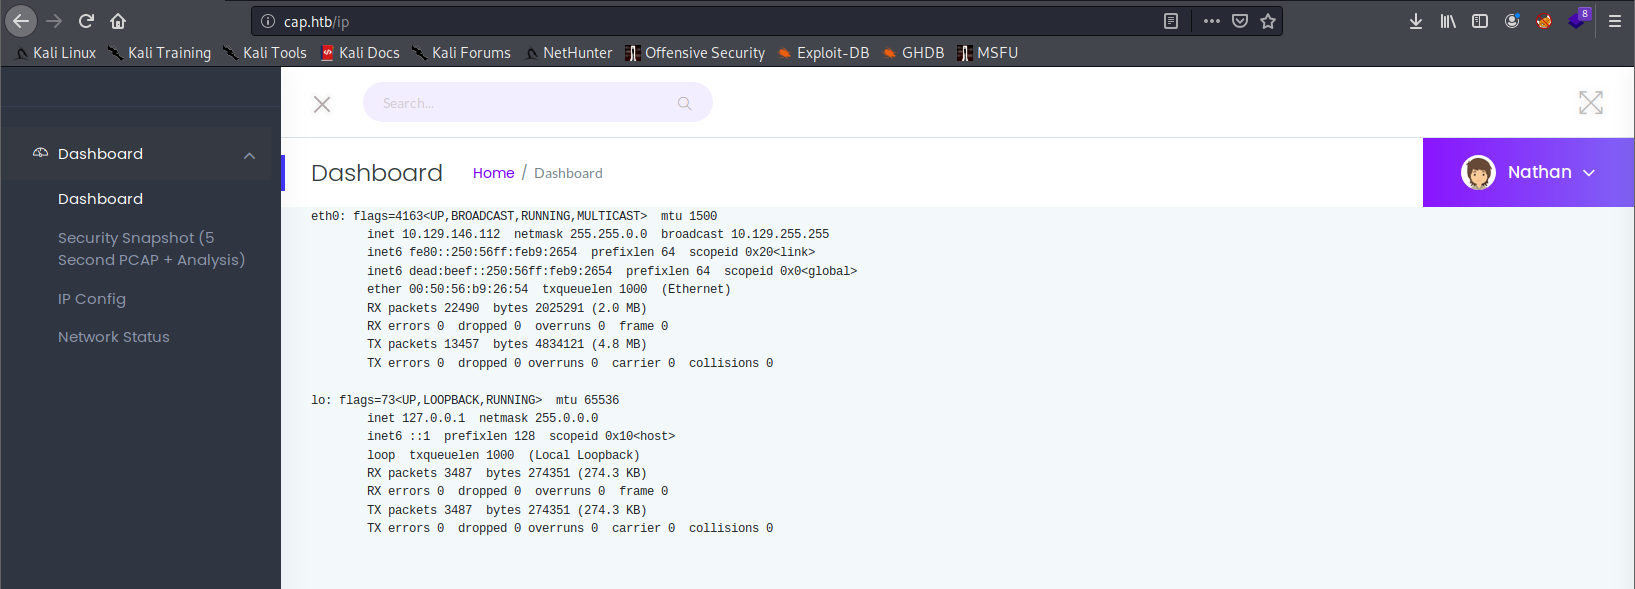 cap.htb/ip
8
Kali Linux Kali Training Kali Tools Kali Docs Kali Forums NetHunter Offensive Security Exploit-DB GHDB MSFU
Search...
Dashboard
Dashboard
Security Snapshot (5
Second PCAP + Analysis)
IP Config
Network Status
Dashboard Home / Dashboard
Nathan
eth0: flags=4163<UP,BROADCAST,RUNNING,MULTICAST>  mtu 1500
        inet 10.129.146.112  netmask 255.255.0.0  broadcast 10.129.255.255
        inet6 fe80::250:56ff:feb9:2654  prefixlen 64  scopeid 0x20<link>
        inet6 dead:beef::250:56ff:feb9:2654  prefixlen 64  scopeid 0x0<global>
        ether 00:50:56:b9:26:54  txqueuelen 1000  (Ethernet)
        RX packets 22490  bytes 2025291 (2.0 MB)
        RX errors 0  dropped 0  overruns 0  frame 0
        TX packets 13457  bytes 4834121 (4.8 MB)
        TX errors 0  dropped 0 overruns 0  carrier 0  collisions 0
lo: flags=73<UP,LOOPBACK,RUNNING>  mtu 65536
        inet 127.0.0.1  netmask 255.0.0.0
        inet6 ::1  prefixlen 128  scopeid 0x10<host>
        loop  txqueuelen 1000  (Local Loopback)
        RX packets 3487  bytes 274351 (274.3 KB)
        RX errors 0  dropped 0  overruns 0  frame 0
        TX packets 3487  bytes 274351 (274.3 KB)
        TX errors 0  dropped 0 overruns 0  carrier 0  collisions 0